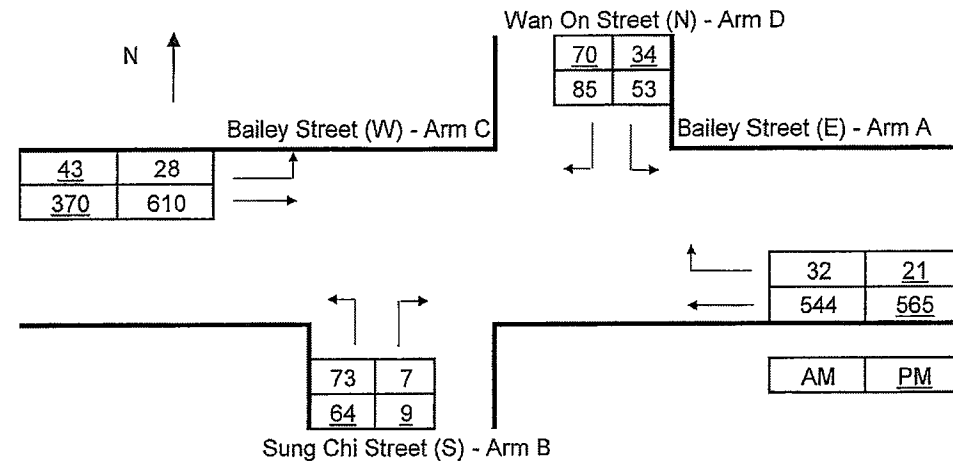 Wan On Street (N) - Arm D
N
70 34
85 53
Bailey Street (W) - Arm C
Bailey Street (E) - Arm A
43 28
370 610
32 21
544 565
73 7
64 9
AM PM
Sung Chi Street (S) - Arm B